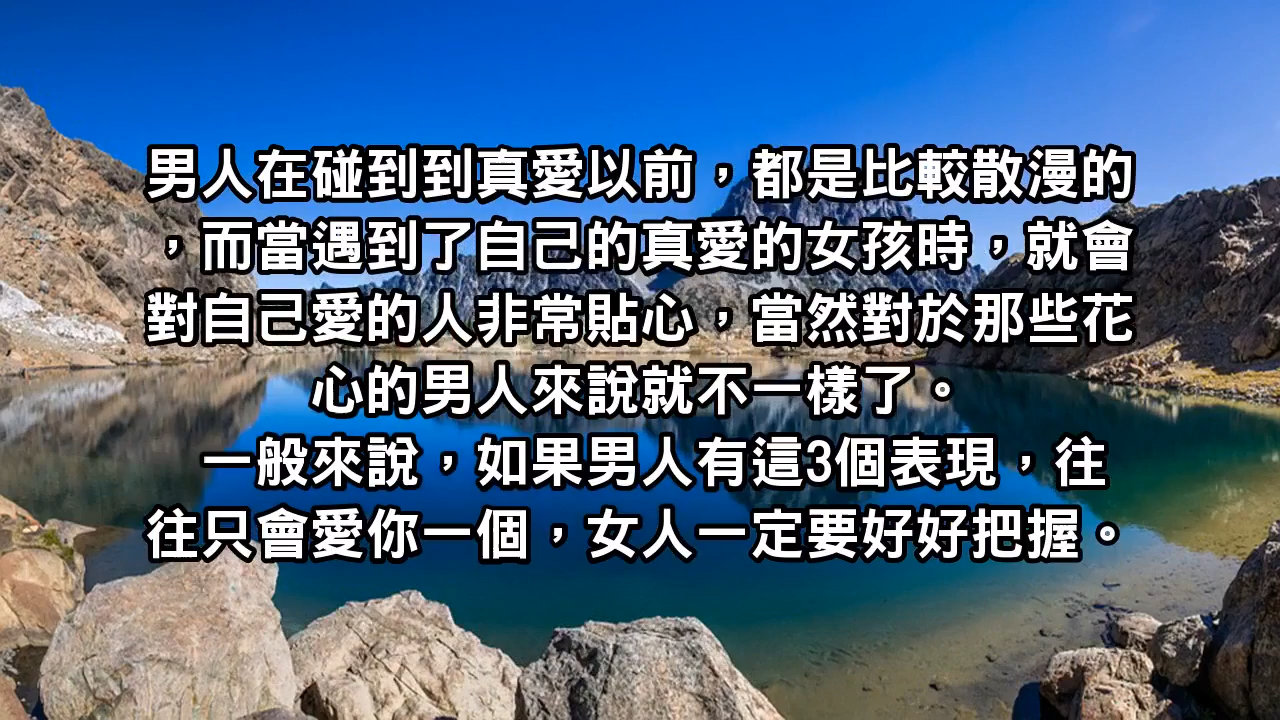 男人在碰到到真愛以前，都是比較散漫的
，而當遇到了自己的真愛的女孩時，就會
對自己愛的人非常貼心，當然對於那些花
心的男人來說就不一樣了。
一般來說，如果男人有這3個表現，往
往只會愛你一個，女人一定要好好把握。